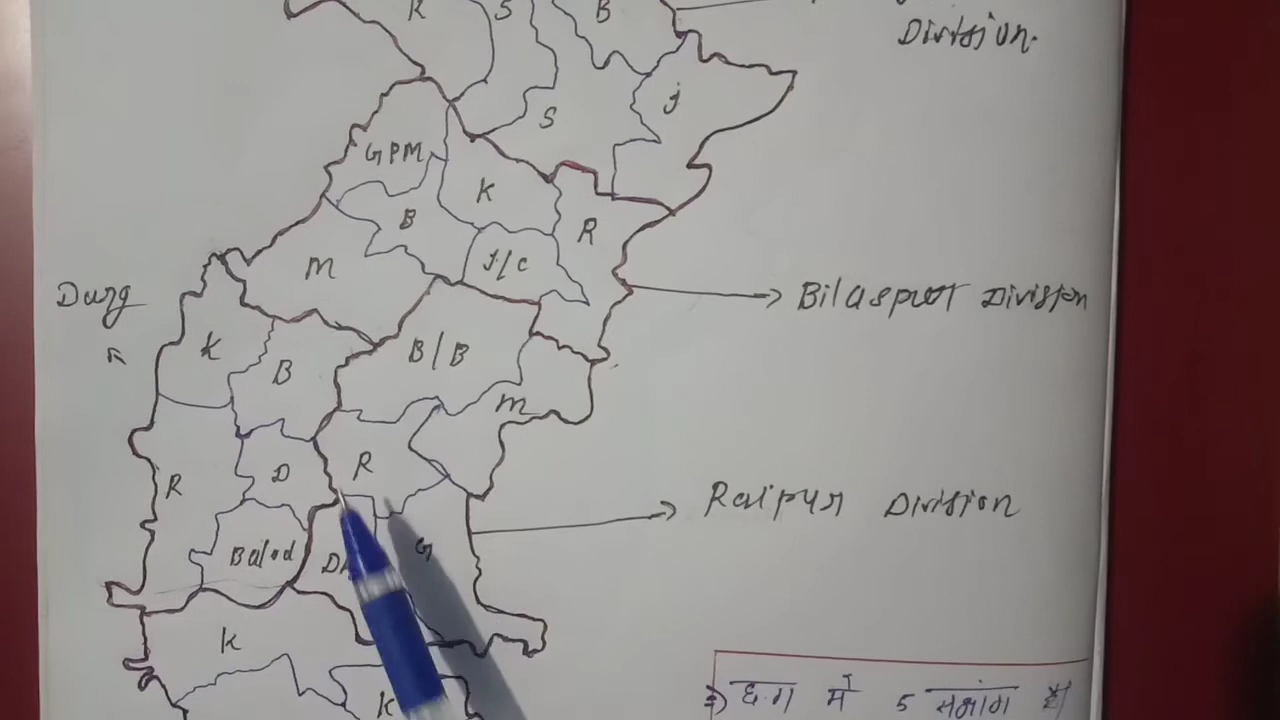 R S B
Division.
S j
GPM
K
B R
M J/C
Durg
Bilaspur Division
K B B/B
m
D R
R
Raipur Division
Balod G
K
K
छ.ग में 5 संभाग है